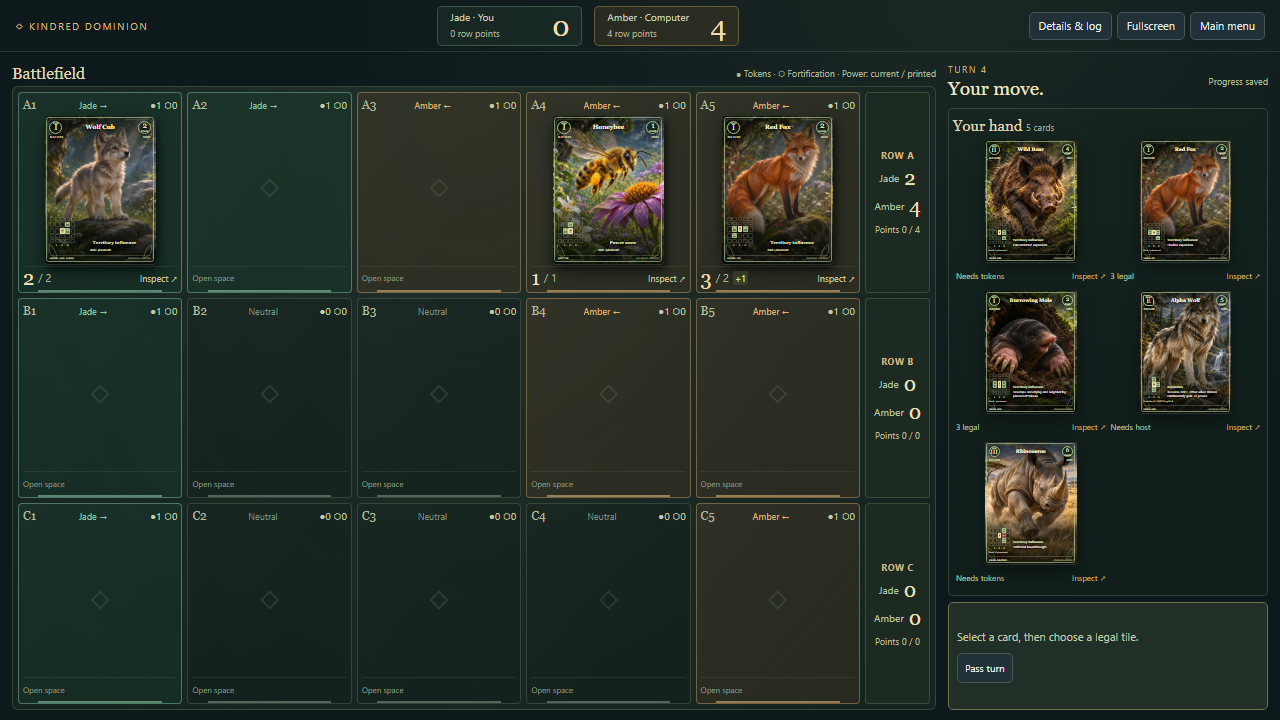 KINDRED DOMINION
Jade · You
0 row points
0
Amber · Computer
4 row points
4
Details & log
Fullscreen
Main menu
Battlefield
● Tokens · ⬡ Fortification · Power: current / printed
A1 Jade → ●1 ⬡0
Wolf Cub
Territory influence
2 / 2 Inspect ↗
A2 Jade → ●1 ⬡0
A3 Amber ← ●1 ⬡0
Open space
A4 Amber ← ●1 ⬡0
Honeybee
Power aura
1 / 1 Inspect ↗
A5 Amber ← ●1 ⬡0
Red Fox
Territory influence
3 / 2 +1 Inspect ↗
ROW A
Jade 2
Amber 4
Points 0 / 4
B1 Jade → ●1 ⬡0
Open space
B2 Neutral ●0 ⬡0
Open space
B3 Neutral ●0 ⬡0
Open space
B4 Amber ← ●1 ⬡0
Open space
B5 Amber ← ●1 ⬡0
Open space
ROW B
Jade 0
Amber 0
Points 0 / 0
C1 Jade → ●1 ⬡0
Open space
C2 Neutral ●0 ⬡0
Open space
C3 Neutral ●0 ⬡0
Open space
C4 Neutral ●0 ⬡0
Open space
C5 Amber ← ●1 ⬡0
Open space
ROW C
Jade 0
Amber 0
Points 0 / 0
TURN 4
Your move.
Progress saved
Your hand 5 cards
Wild Boar
Needs tokens Inspect ↗
Red Fox
3 legal Inspect ↗
Burrowing Mole
3 legal Inspect ↗
Alpha Wolf
Needs host Inspect ↗
Rhinoceros
Needs tokens Inspect ↗
Select a card, then choose a legal tile.
Pass turn